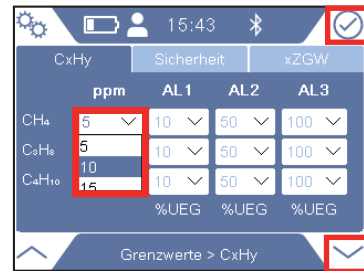 15:43
CxHy Sicherheit xZGW
ppm AL1 AL2 AL3
CH₄ 5 10 50 100
C₃H₈ 5 10 50 100
C₄H₁₀ 10 10 50 100
15
%UEG %UEG %UEG
Grenzwerte > CxHy